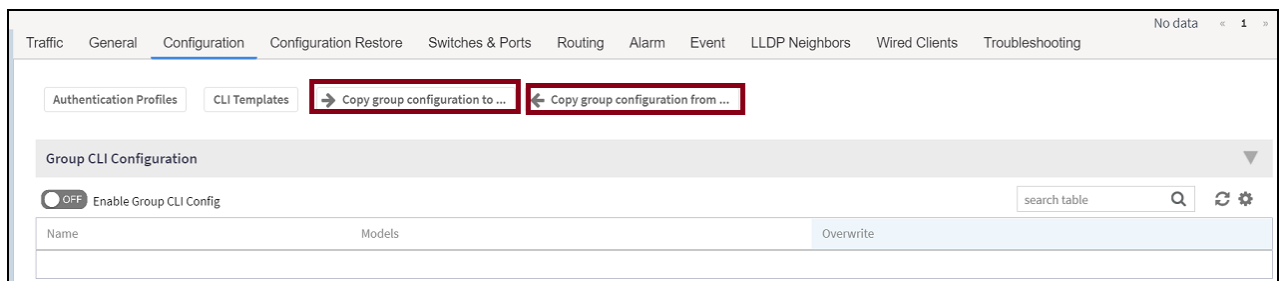 No data « 1 »
Traffic General Configuration Configuration Restore Switches & Ports Routing Alarm Event LLDP Neighbors Wired Clients Troubleshooting
Authentication Profiles CLI Templates Copy group configuration to ... Copy group configuration from ...
Group CLI Configuration
OFF Enable Group CLI Config search table
Name Models Overwrite